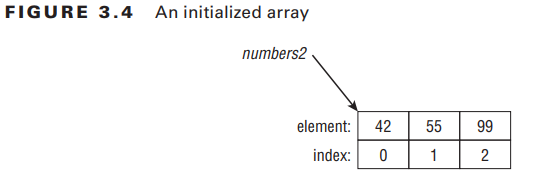 FIGURE 3.4 An initialized array
numbers2
element: 42 55 99
index: 0 1 2